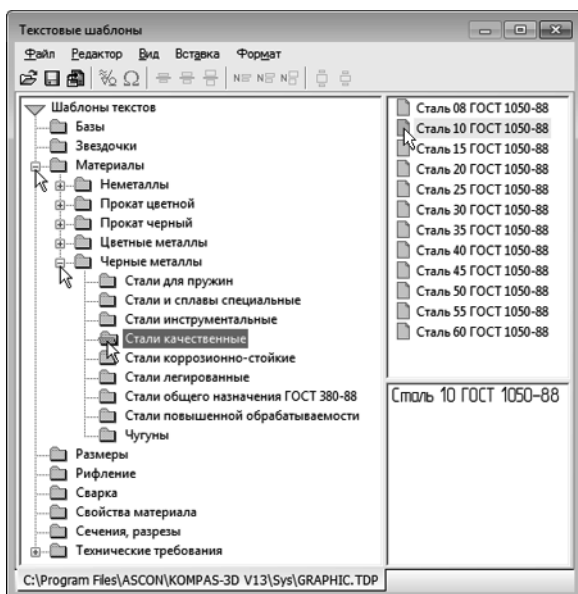 Текстовые шаблоны
Файл Редактор Вид Вставка Формат
Шаблоны текстов
Базы
Звездочки
Материалы
Неметаллы
Прокат цветной
Прокат черный
Цветные металлы
Черные металлы
Стали для пружин
Стали и сплавы специальные
Стали инструментальные
Стали качественные
Стали коррозионно-стойкие
Стали легированные
Стали общего назначения ГОСТ 380-88
Стали повышенной обрабатываемости
Чугуны
Размеры
Рифление
Сварка
Свойства материала
Сечения, разрезы
Технические требования
Сталь 08 ГОСТ 1050-88
Сталь 10 ГОСТ 1050-88
Сталь 15 ГОСТ 1050-88
Сталь 20 ГОСТ 1050-88
Сталь 25 ГОСТ 1050-88
Сталь 30 ГОСТ 1050-88
Сталь 35 ГОСТ 1050-88
Сталь 40 ГОСТ 1050-88
Сталь 45 ГОСТ 1050-88
Сталь 50 ГОСТ 1050-88
Сталь 55 ГОСТ 1050-88
Сталь 60 ГОСТ 1050-88
Сталь 10 ГОСТ 1050-88
C:\Program Files\ASCON\KOMPAS-3D V13\Sys\GRAPHIC.TDP